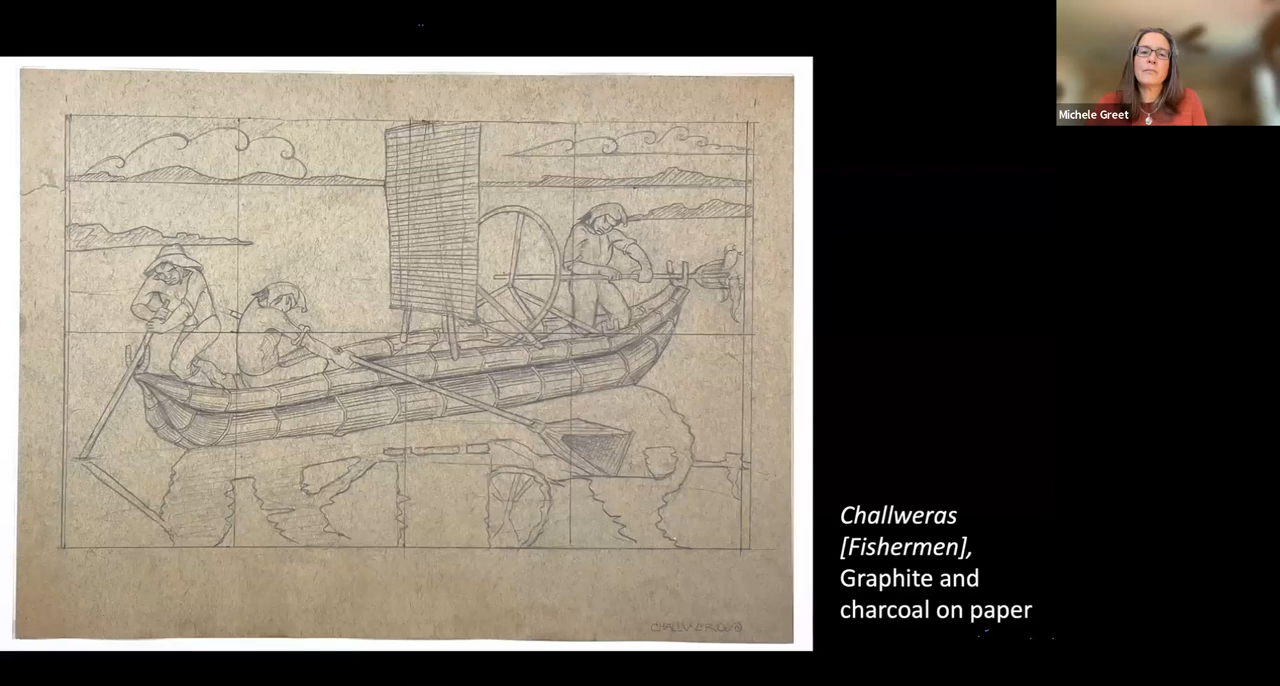 Michele Greet
Challweras
[Fishermen],
Graphite and
charcoal on paper